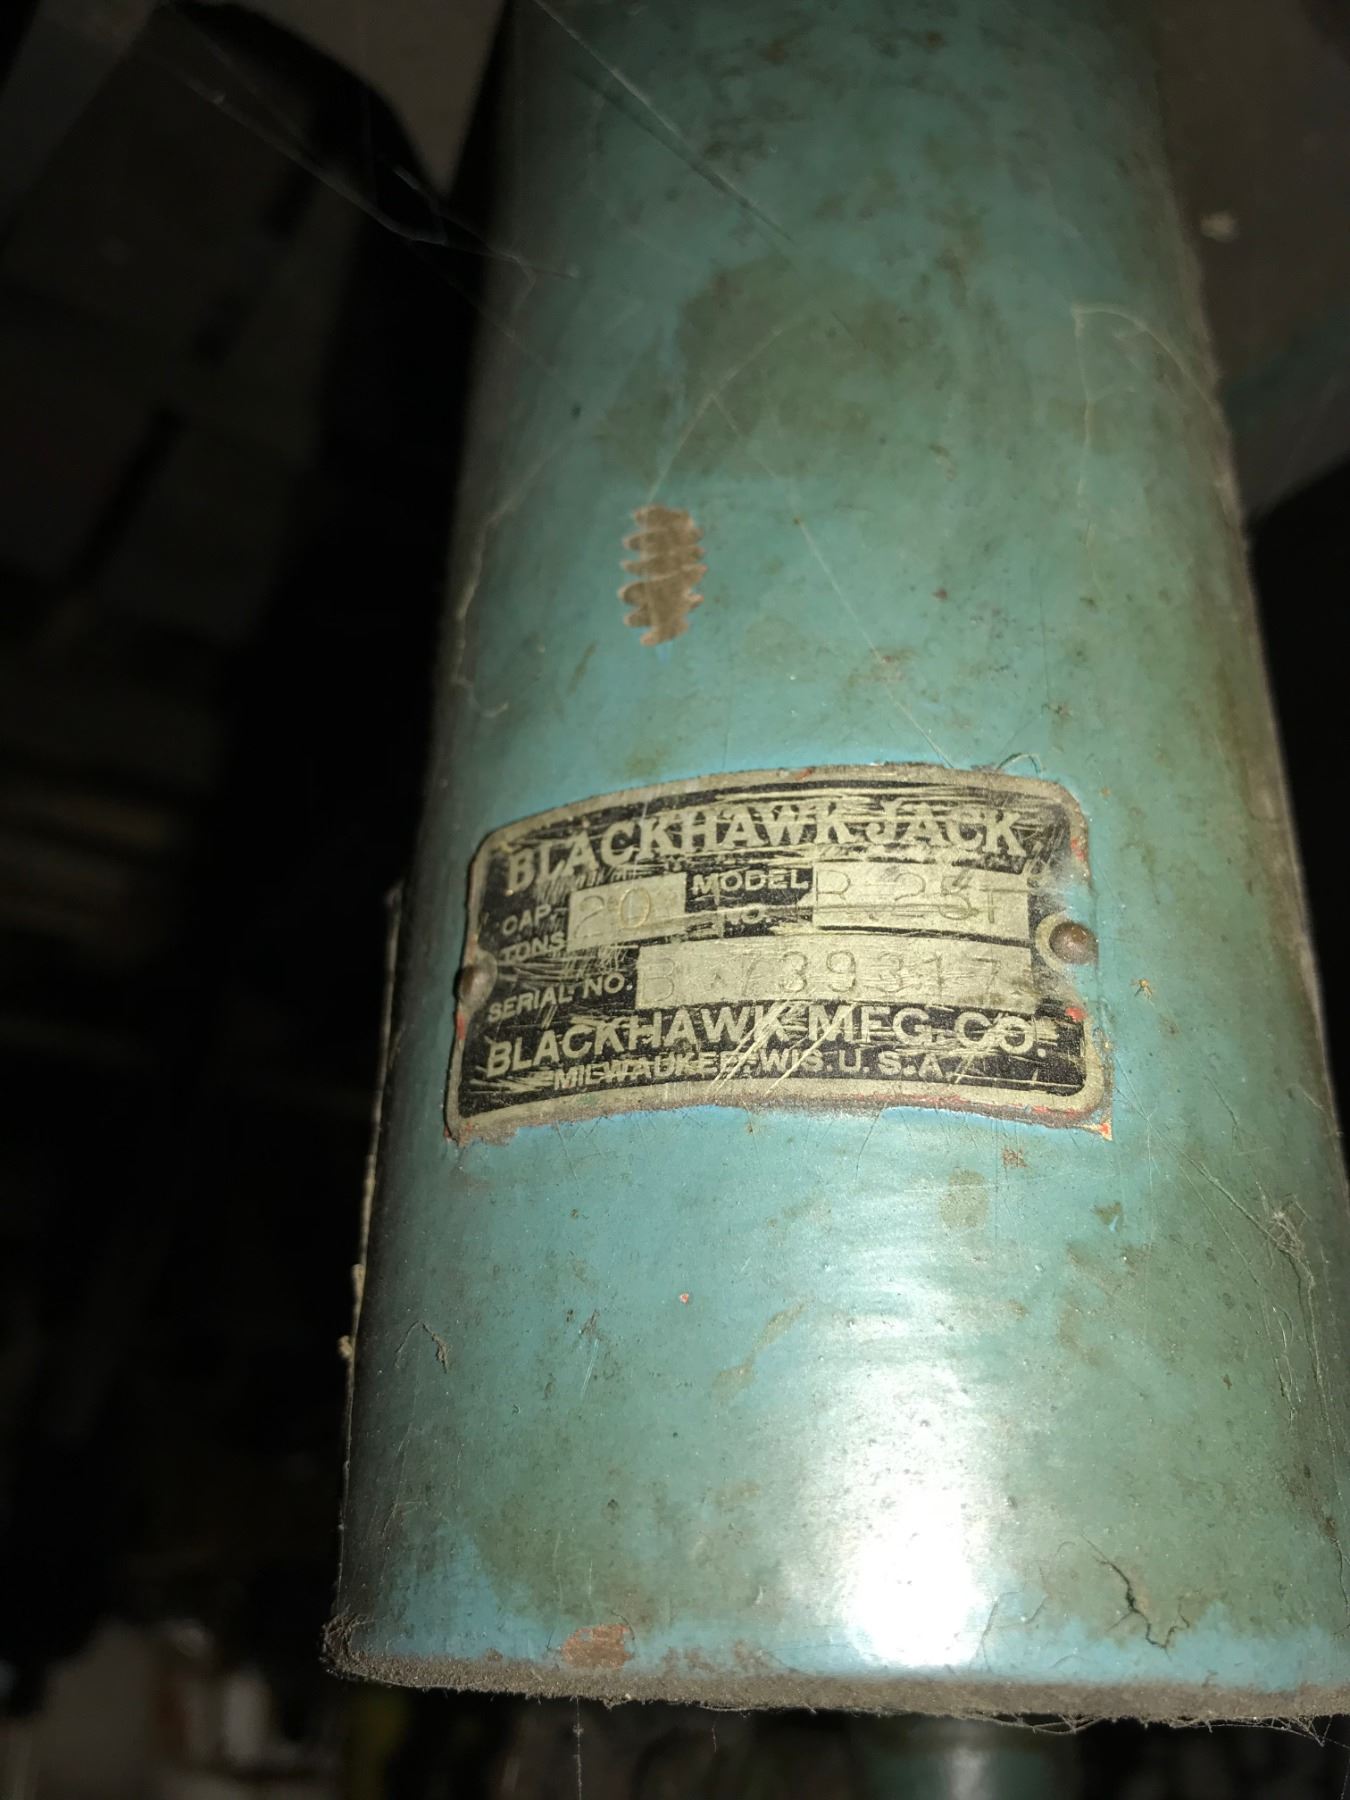 BLACKHAWK JACK
CAP. TONS 20 MODEL NO.
SERIAL NO. B 739317
BLACKHAWK MFG. CO.
MILWAUKEE, WIS. U.S.A.